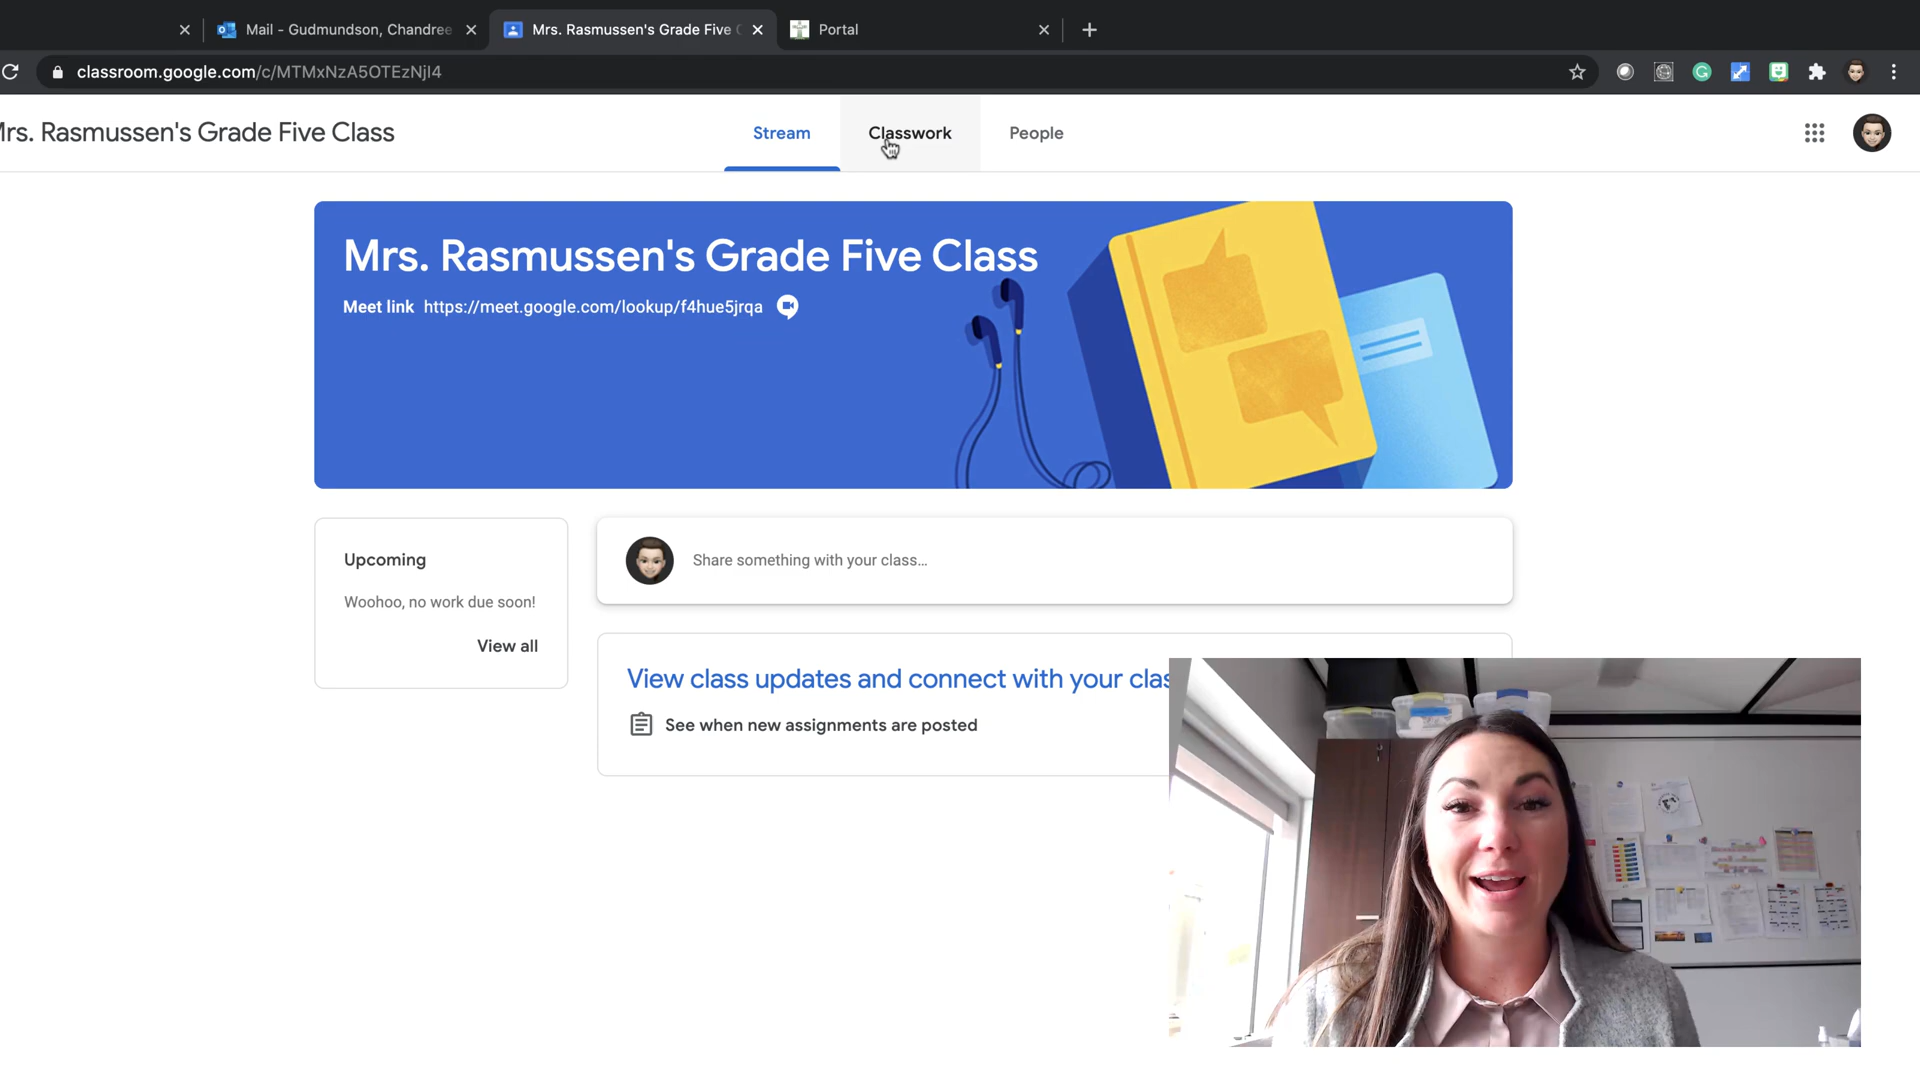 Mail - Gudmundson, Chandree
Mrs. Rasmussen's Grade Five
Portal
classroom.google.com/c/MTMxNzA5OTEzNjI4
Mrs. Rasmussen's Grade Five Class
Stream
Classwork
People
Mrs. Rasmussen's Grade Five Class
Meet link https://meet.google.com/lookup/f4hue5jrqa
Upcoming
Woohoo, no work due soon!
View all
Share something with your class...
View class updates and connect with your clas
See when new assignments are posted